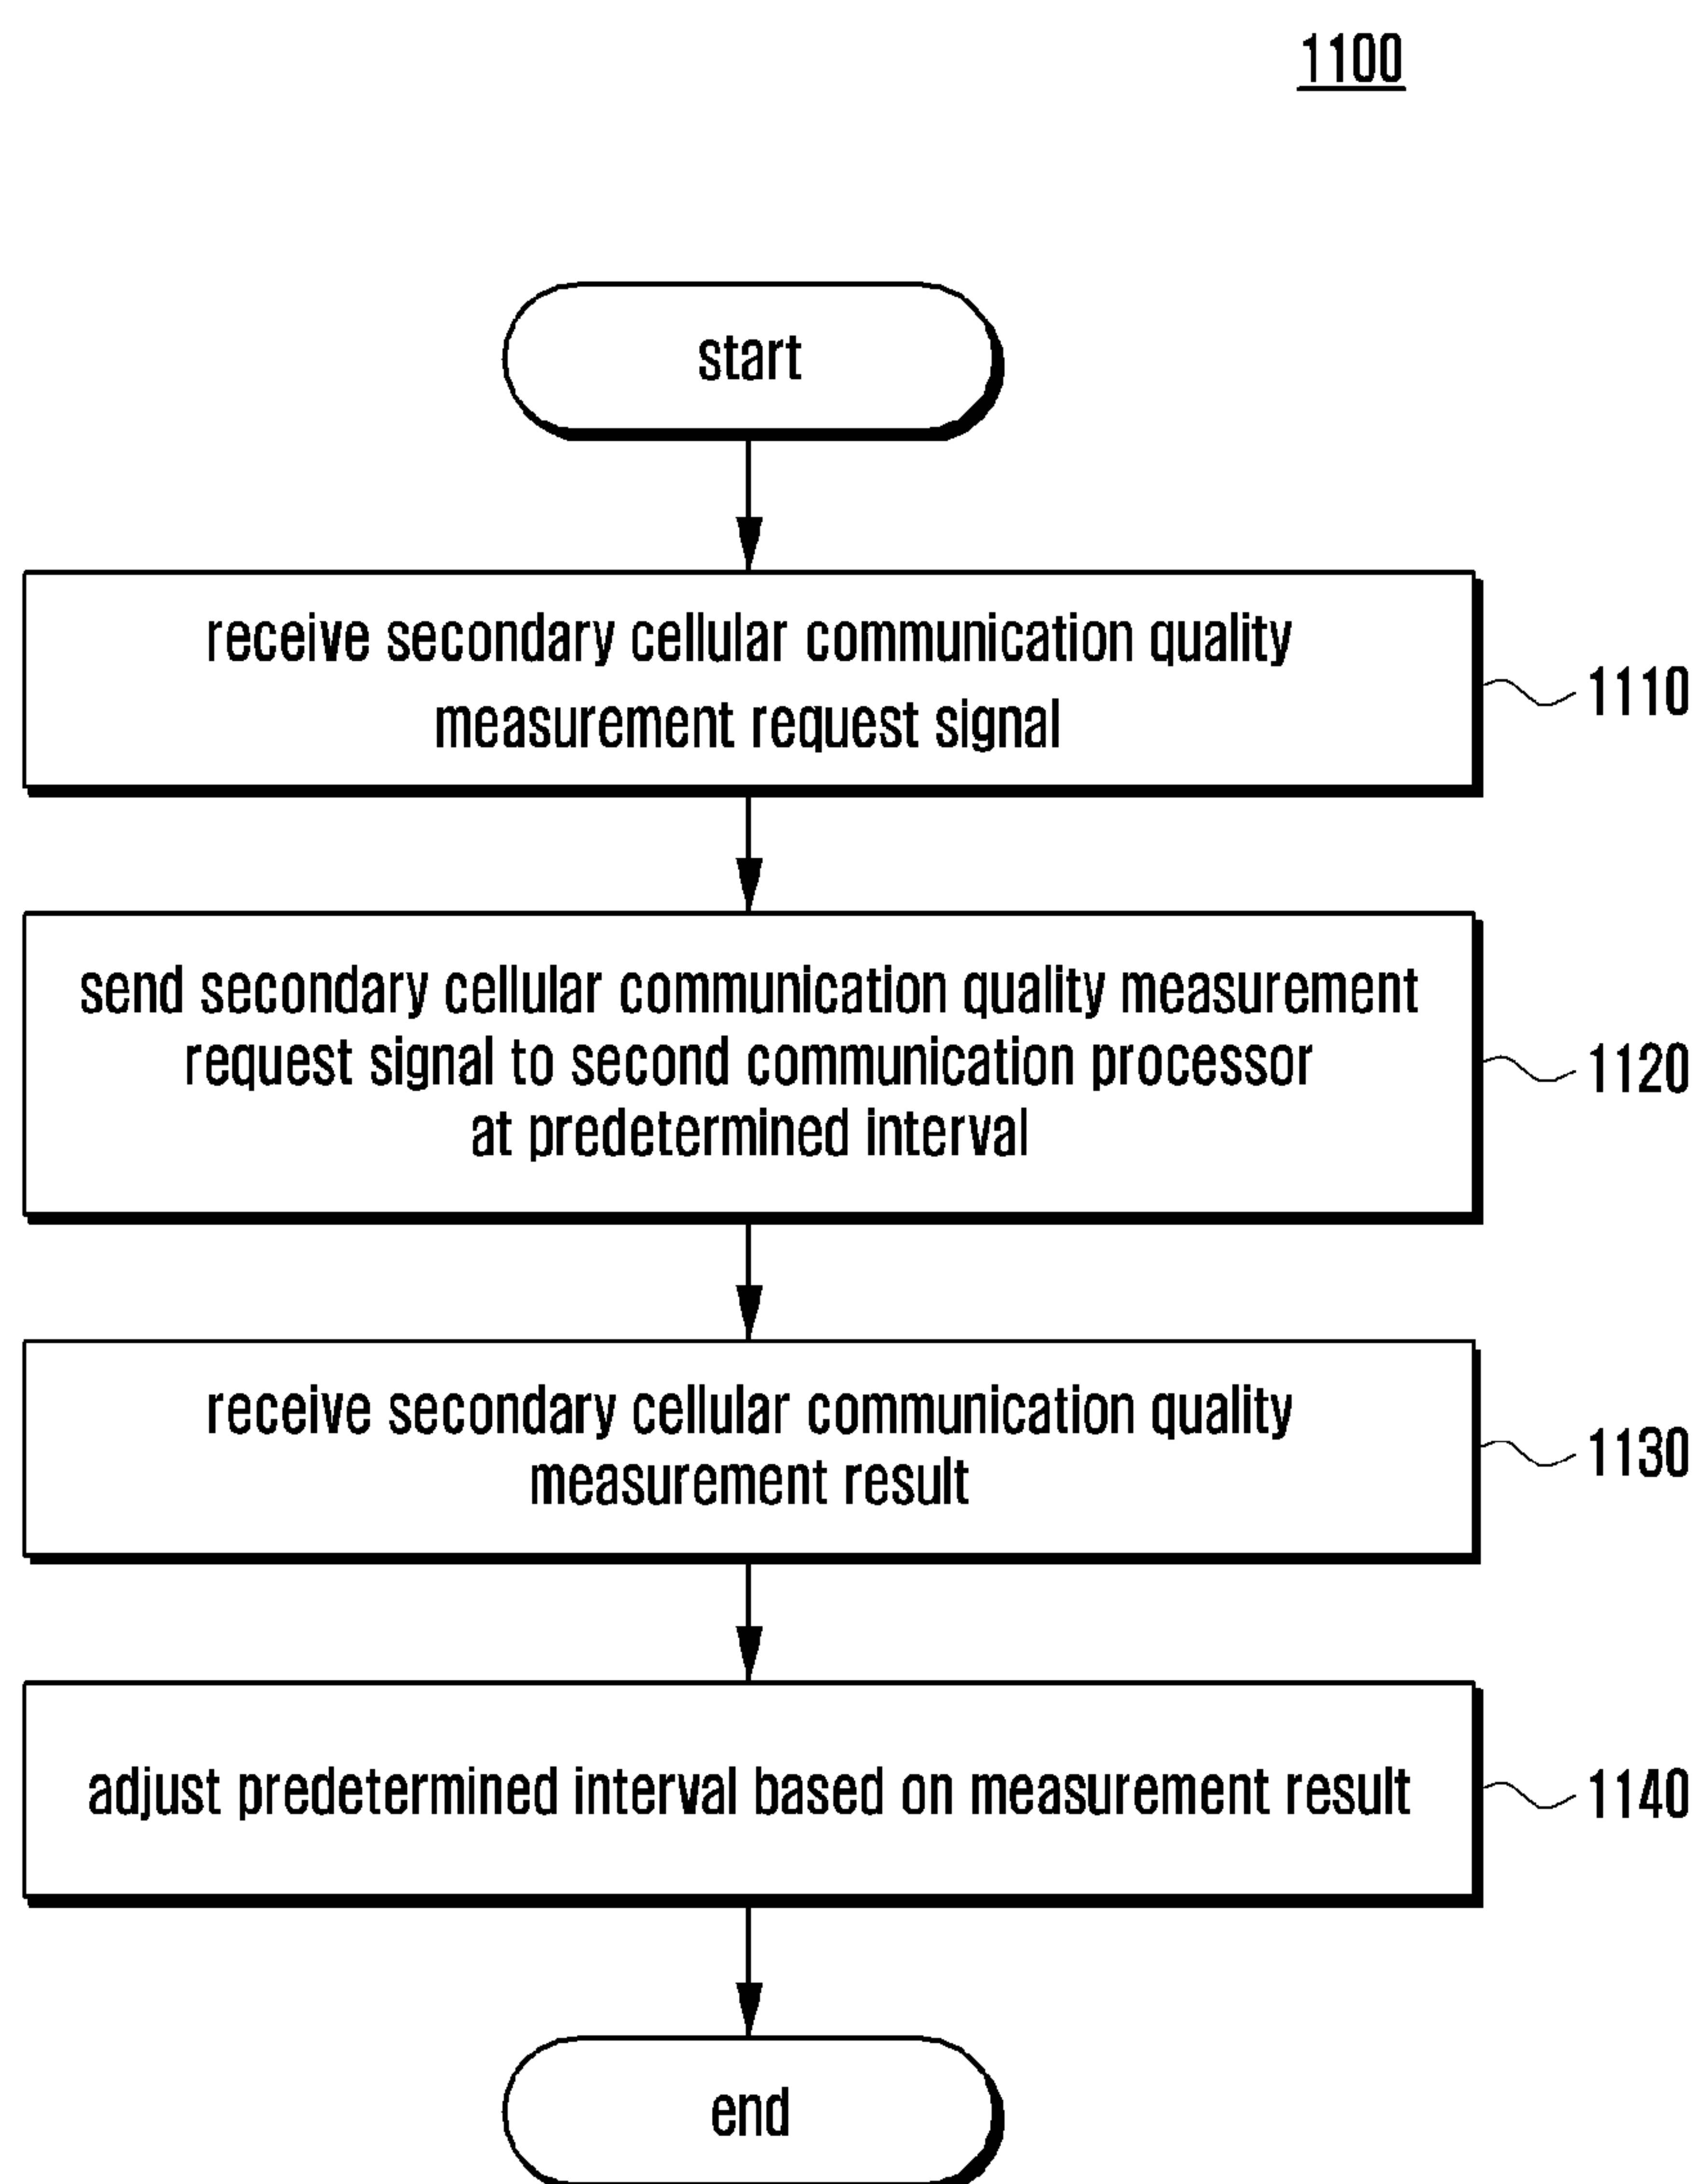 1100
start
receive secondary cellular communication quality
measurement request signal
1110
send secondary cellular communication quality measurement
request signal to second communication processor
at predetermined interval
1120
receive secondary cellular communication quality
measurement result
1130
adjust predetermined interval based on measurement result
1140
end